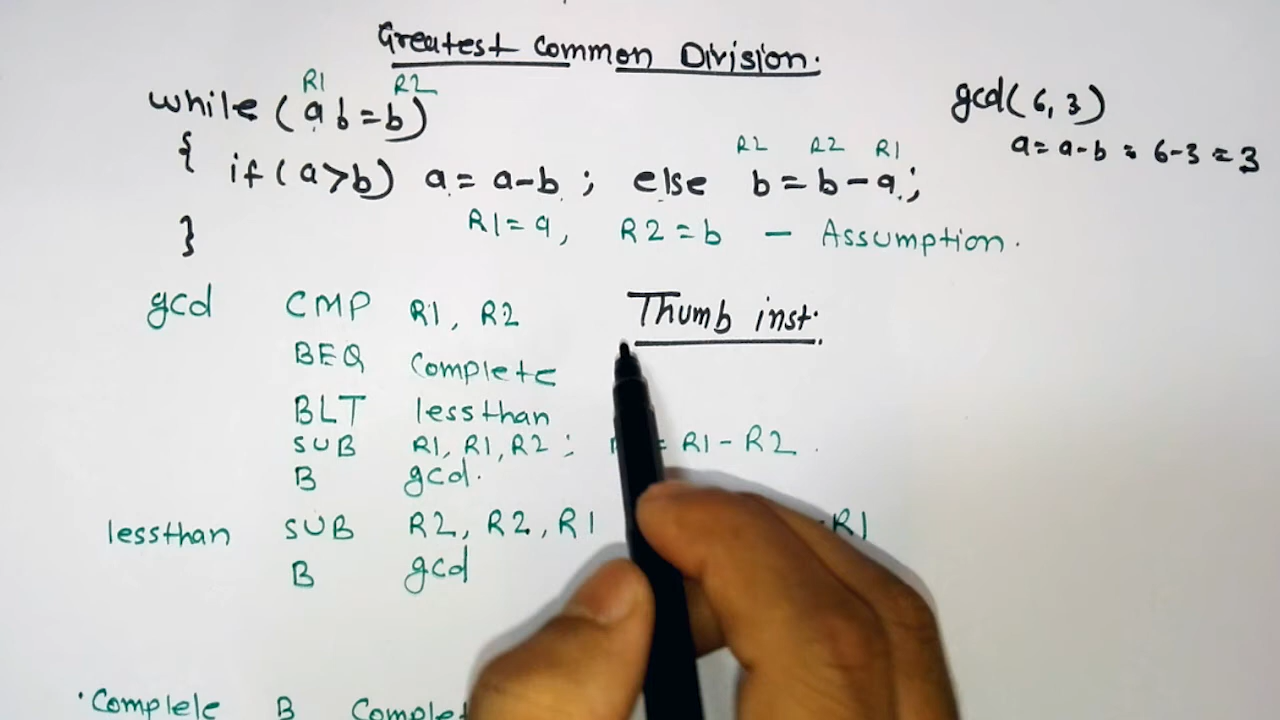 Greatest Common Division.
R1 R2
while (a b=b)
gcd(6,3)
a= a-b = 6-3 = 3
R2 R2 R1
{ if(a>b) a= a-b ; else b=b-a;
}
R1=a, R2=b - Assumption.
gcd CMP R1, R2
Thumb inst.
BEQ Complete
BLT lessthan
SUB R1, R1, R2 ; = R1-R2.
B gcd.
lessthan SUB R2, R2, R1 -R1
B gcd
Complele B